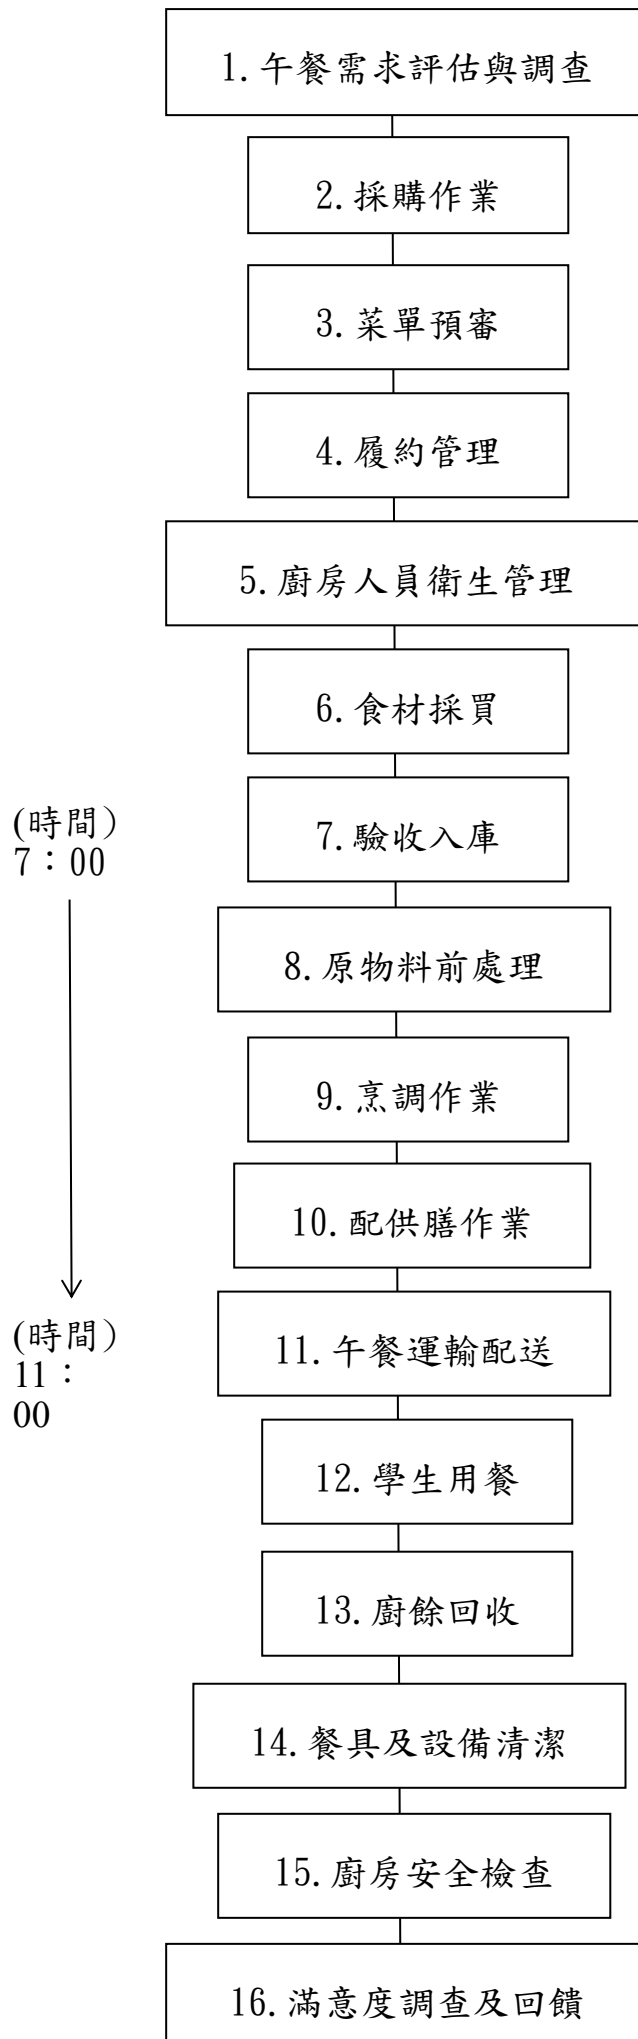 1.午餐需求評估與調查
2.採購作業
3.菜單預審
4.履約管理
5.廚房人員衛生管理
6.食材採買
(時間）
7：00
7.驗收入庫
8.原物料前處理
9.烹調作業
10.配供膳作業
(時間）
11：
00
11.午餐運輸配送
12.學生用餐
13.廚餘回收
14.餐具及設備清潔
15.廚房安全檢查
16.滿意度調查及回饋